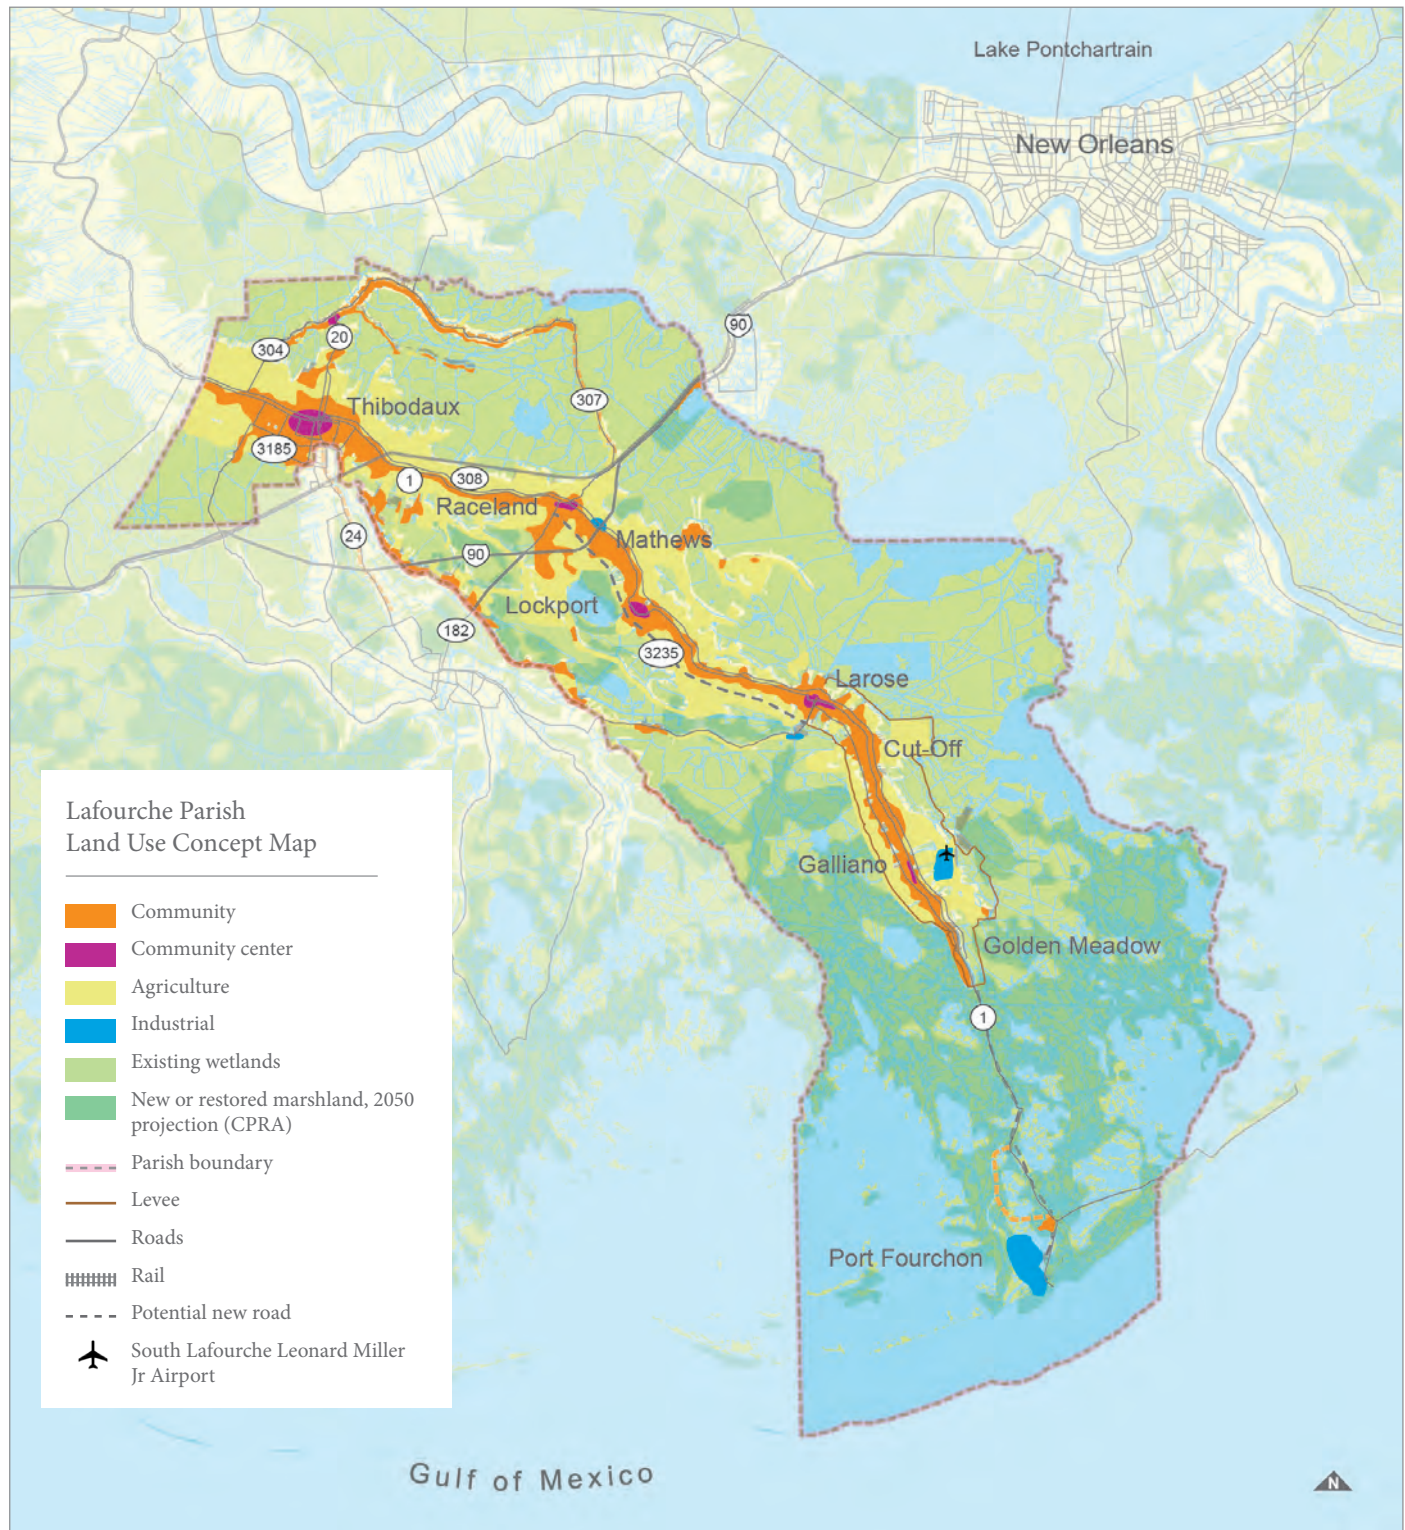 Lake Pontchartrain
New Orleans
90
20
304
307
Thibodaux
3185
1
308
Raceland
24
Mathews
90
Lockport
182
3235
Larose
Cut-Off
Galliano
Golden Meadow
1
Port Fourchon
Gulf of Mexico
N
Lafourche Parish
Land Use Concept Map
Community
Community center
Agriculture
Industrial
Existing wetlands
New or restored marshland, 2050
projection (CPRA)
Parish boundary
Levee
Roads
Rail
Potential new road
South Lafourche Leonard Miller
Jr Airport